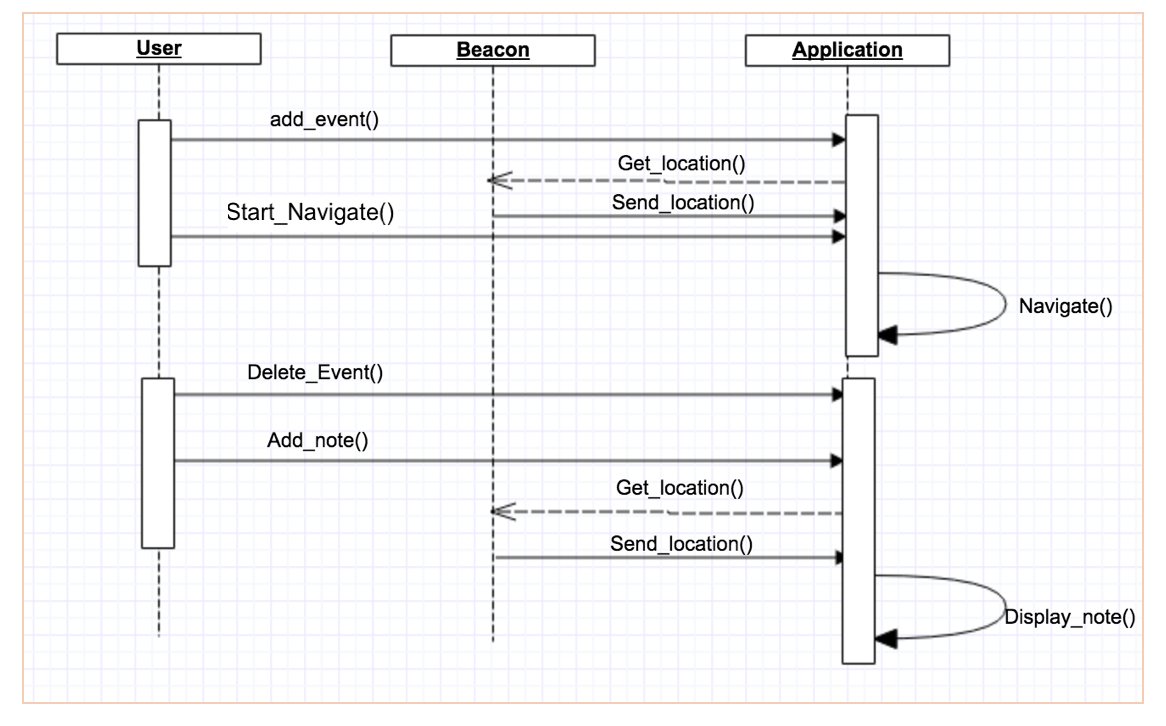 User
Beacon
Application
add_event()
Get_location()
Send_location()
Start_Navigate()
Navigate()
Delete_Event()
Add_note()
Get_location()
Send_location()
Display_note()